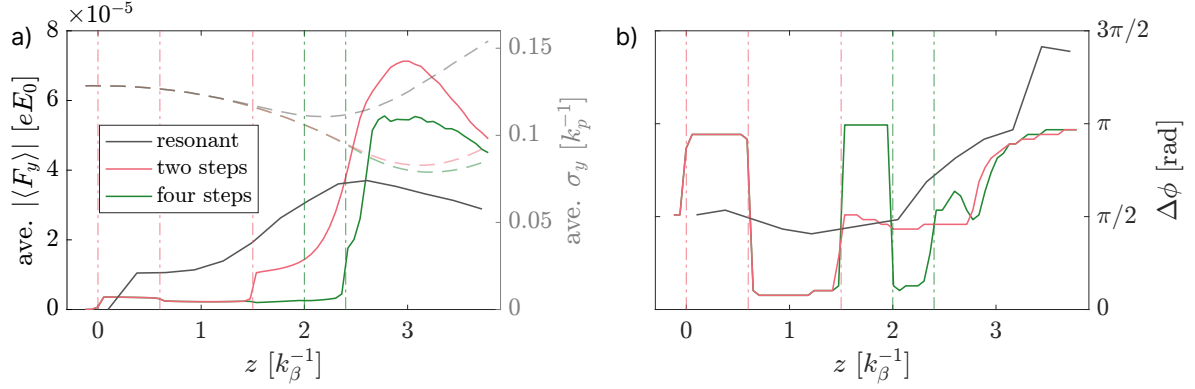 a)
×10⁻⁵
8
6
4
2
0
ave. |⟨F_y⟩| [eE_0]
resonant
two steps
four steps
0 1 2 3
z [k_β^{-1}]
0.15
0.1
0.05
0
ave. σ_y [k_p^{-1}]
b)
3π/2
π
π/2
0
Δϕ [rad]
0 1 2 3
z [k_β^{-1}]